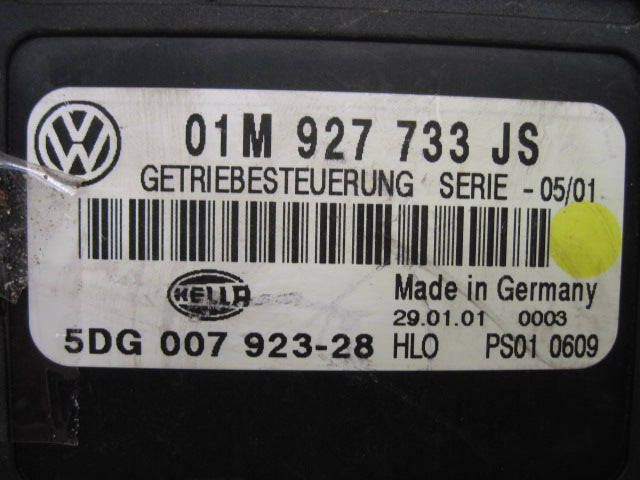 VW
01M 927 733 JS
GETRIEBESTEUERUNG SERIE - 05/01
HELLA
Made in Germany
29.01.01 0003
5DG 007 923-28 HLO PS01 0609